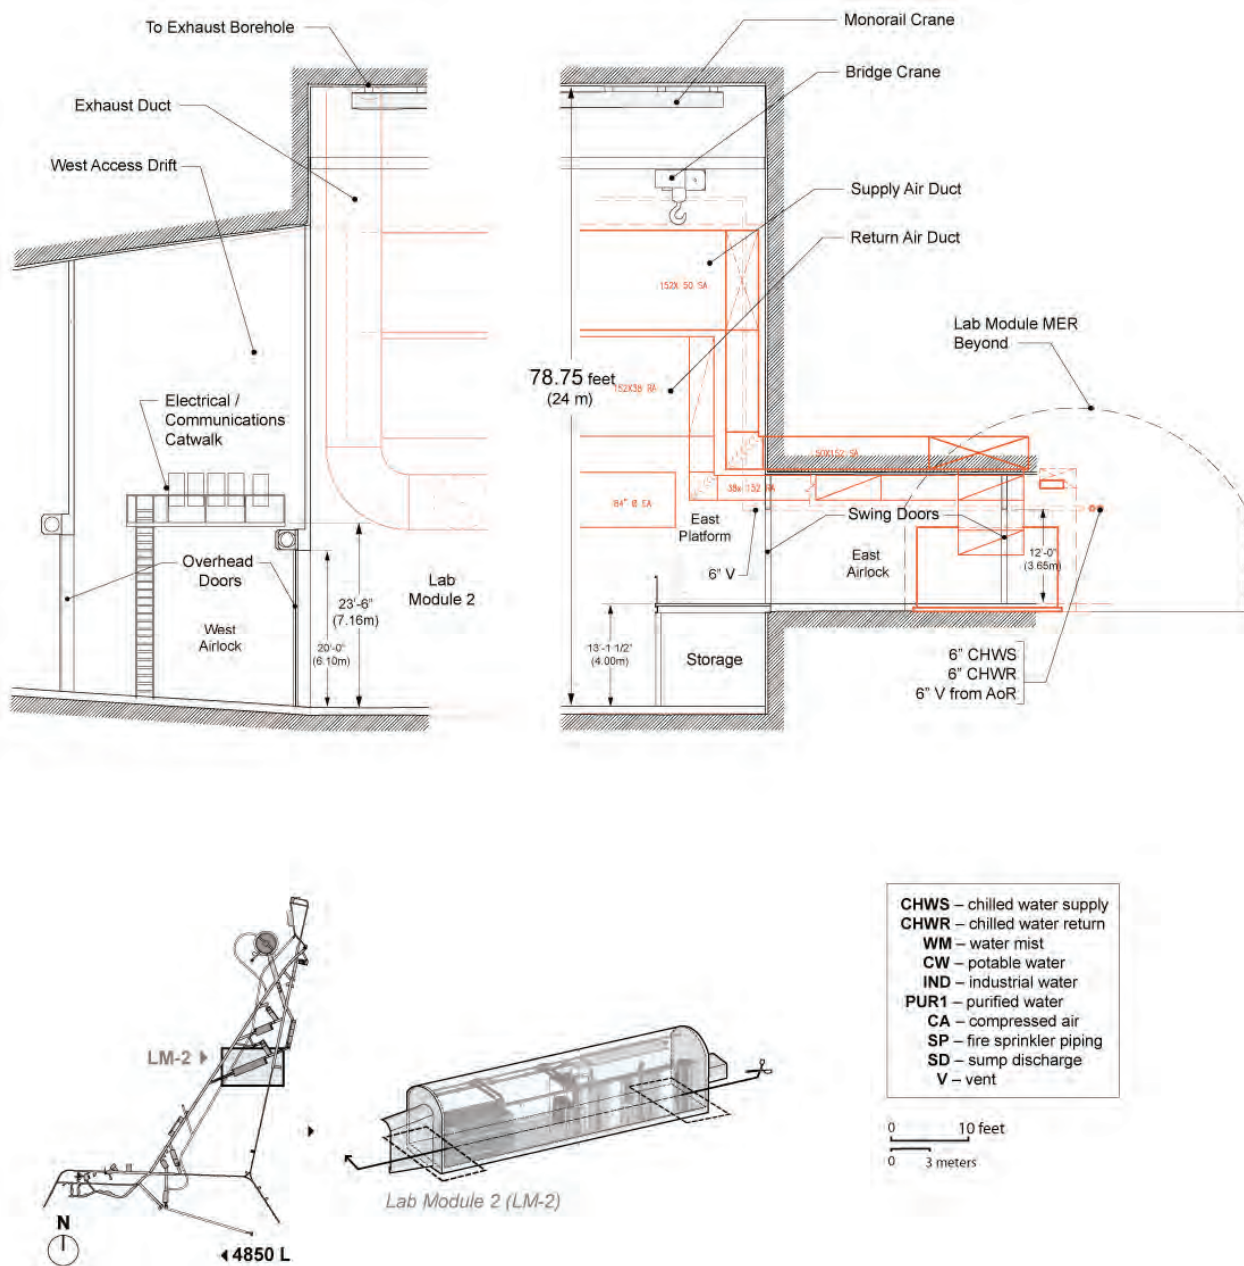 To Exhaust Borehole
Monorail Crane
Bridge Crane
Exhaust Duct
West Access Drift
Supply Air Duct
Return Air Duct
152X 50 SA
Lab Module MER
Beyond
78.75 feet
(24 m)
152X38 RA
Electrical /
Communications
Catwalk
50X152 SA
38x 152 RA
84" Ø EA
East
Platform
Swing Doors
6" V
East
Airlock
12'-0"
(3.65m)
Overhead
Doors
Lab
Module 2
23'-6"
(7.16m)
West
Airlock
20'-0"
(6.10m)
13'-1 1/2"
(4.00m)
Storage
6" CHWS
6" CHWR
6" V from AoR
CHWS – chilled water supply
CHWR – chilled water return
WM – water mist
CW – potable water
IND – industrial water
PUR1 – purified water
CA – compressed air
SP – fire sprinkler piping
SD – sump discharge
V – vent
LM-2
0 10 feet
0 3 meters
Lab Module 2 (LM-2)
N
4850 L